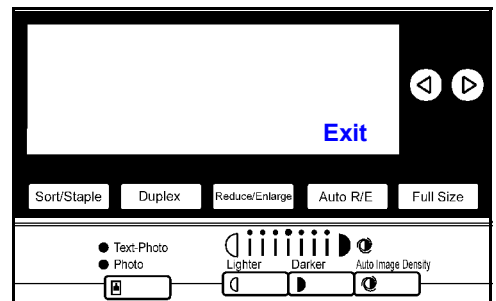 Exit
Sort/Staple Duplex Reduce/Enlarge Auto R/E Full Size
Text-Photo
Photo
Lighter Darker Auto Image Density